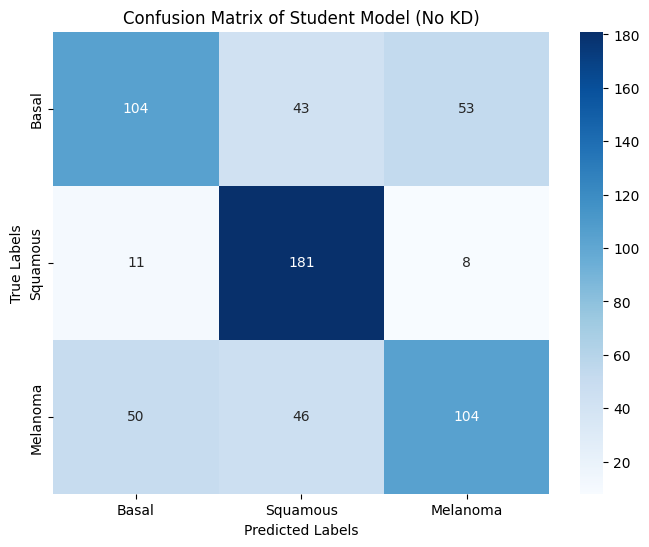 Confusion Matrix of Student Model (No KD)
True Labels
Basal
Squamous
Melanoma
104 43 53
11 181 8
50 46 104
Basal Squamous Melanoma
Predicted Labels
180
160
140
120
100
80
60
40
20